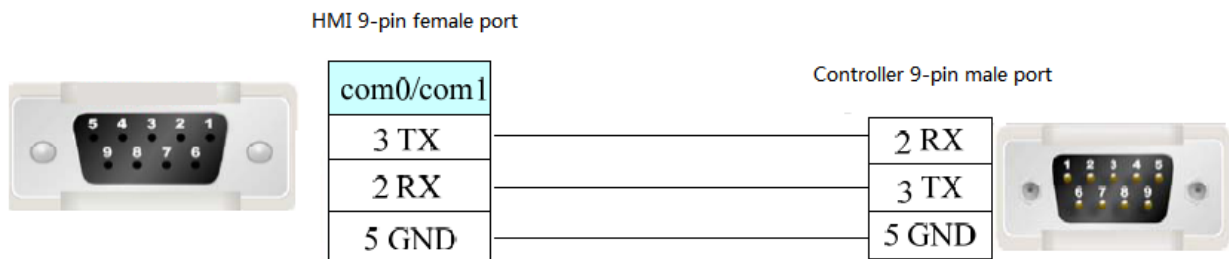 HMI 9-pin female port
com0/com1
Controller 9-pin male port
5 4 3 2 1
9 8 7 6
3 TX
2 RX
2 RX
3 TX
5 GND
5 GND
1 2 3 4 5
6 7 8 9